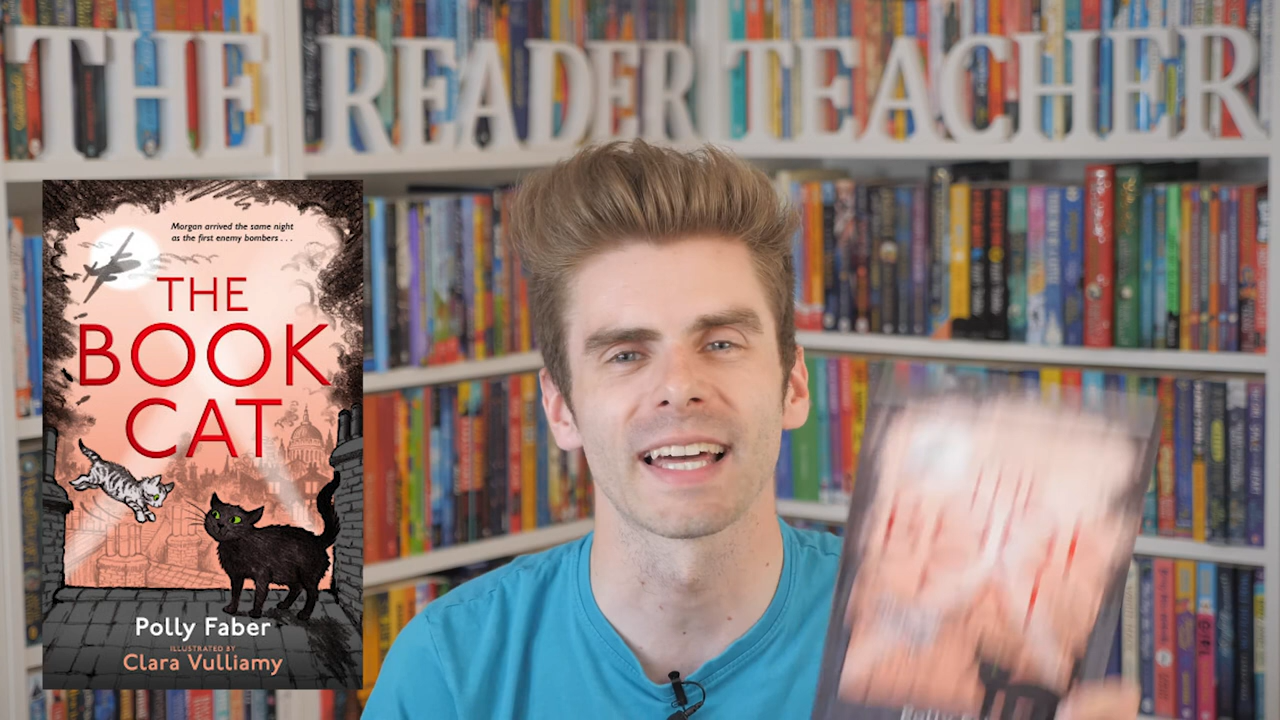 THE READER TEACHER
Morgan arrived the same night
as the first enemy bombers . . .
THE
BOOK
CAT
Polly Faber
ILLUSTRATED BY
Clara Vulliamy